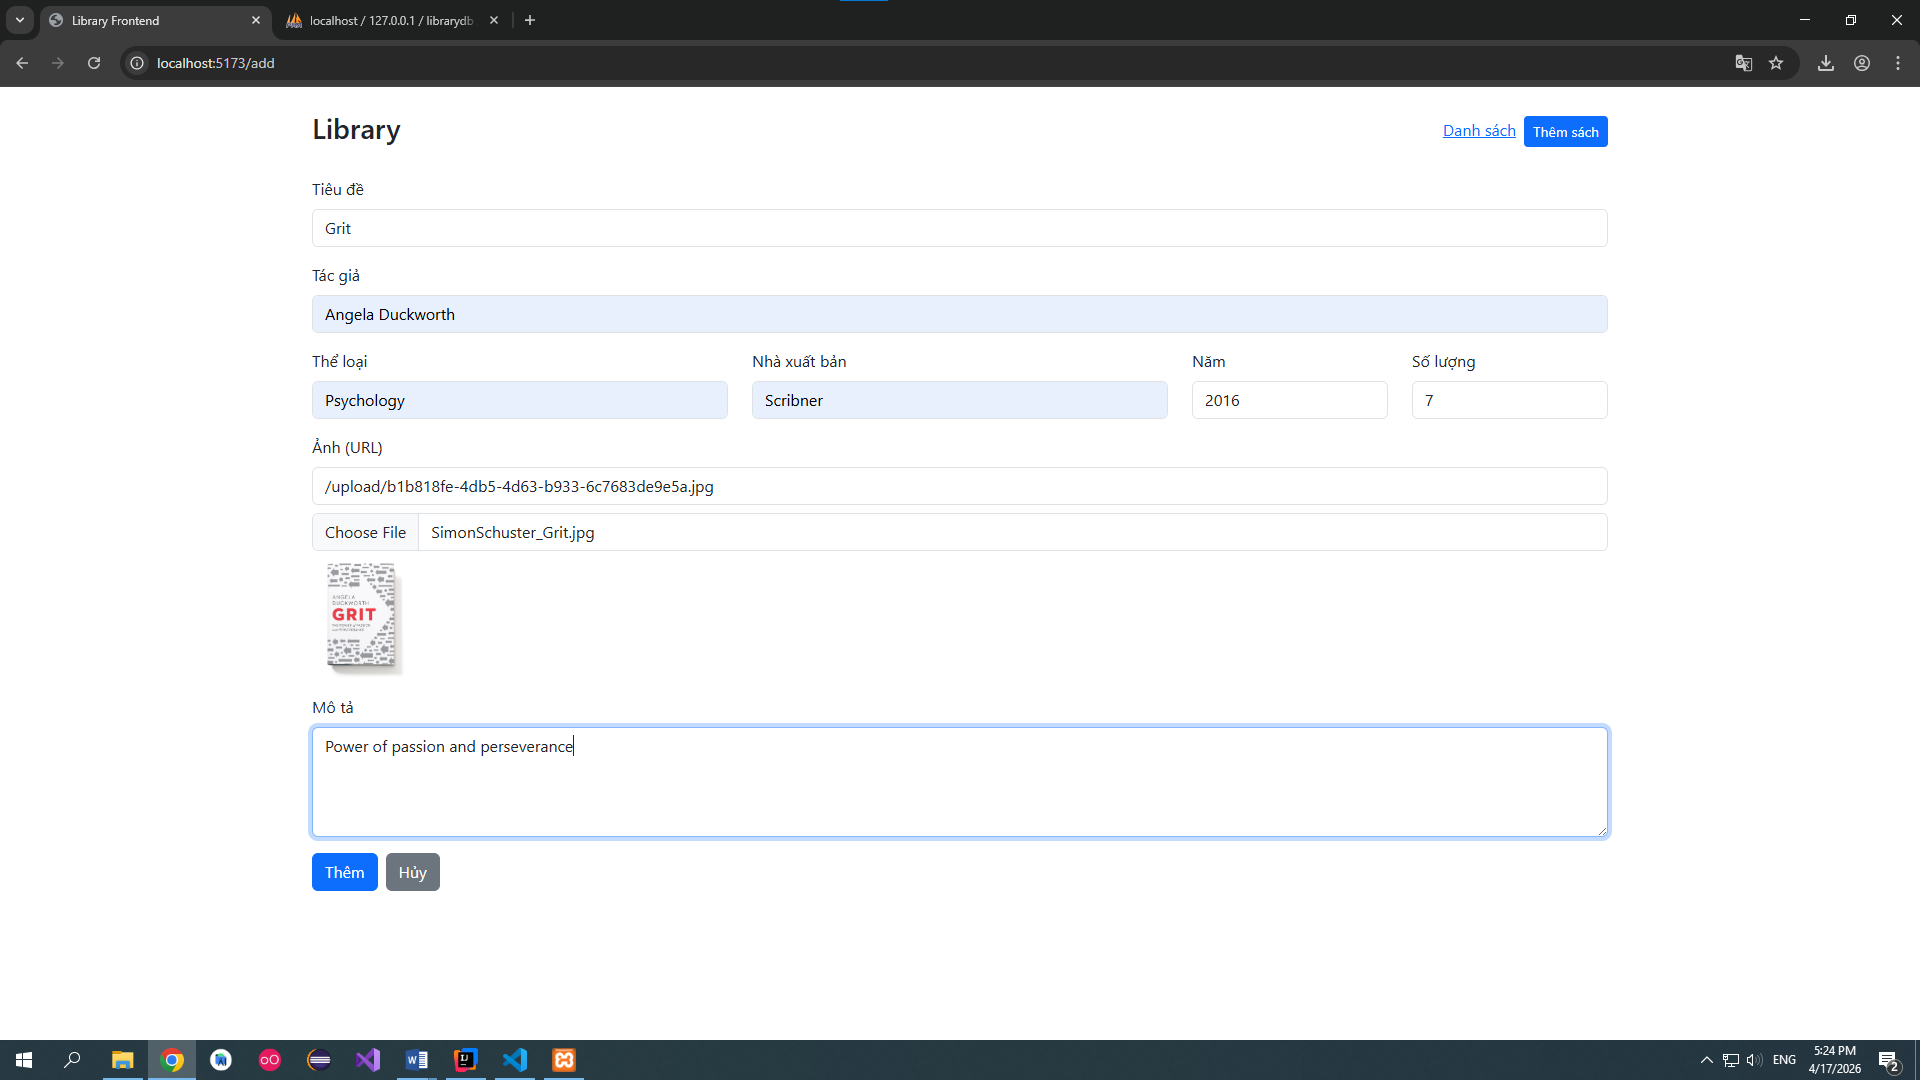 Library Frontend
localhost / 127.0.0.1 / librarydb
localhost:5173/add
Library
Danh sách
Thêm sách
Tiêu đề
Grit
Tác giả
Angela Duckworth
Thể loại
Nhà xuất bản
Năm
Số lượng
Psychology
Scribner
2016
7
Ảnh (URL)
/upload/b1b818fe-4db5-4d63-b933-6c7683de9e5a.jpg
Choose File
SimonSchuster_Grit.jpg
ANGELA
DUCKWORTH
GRIT
Mô tả
Power of passion and perseverance
Thêm
Hủy
ENG
5:24 PM
4/17/2026
2